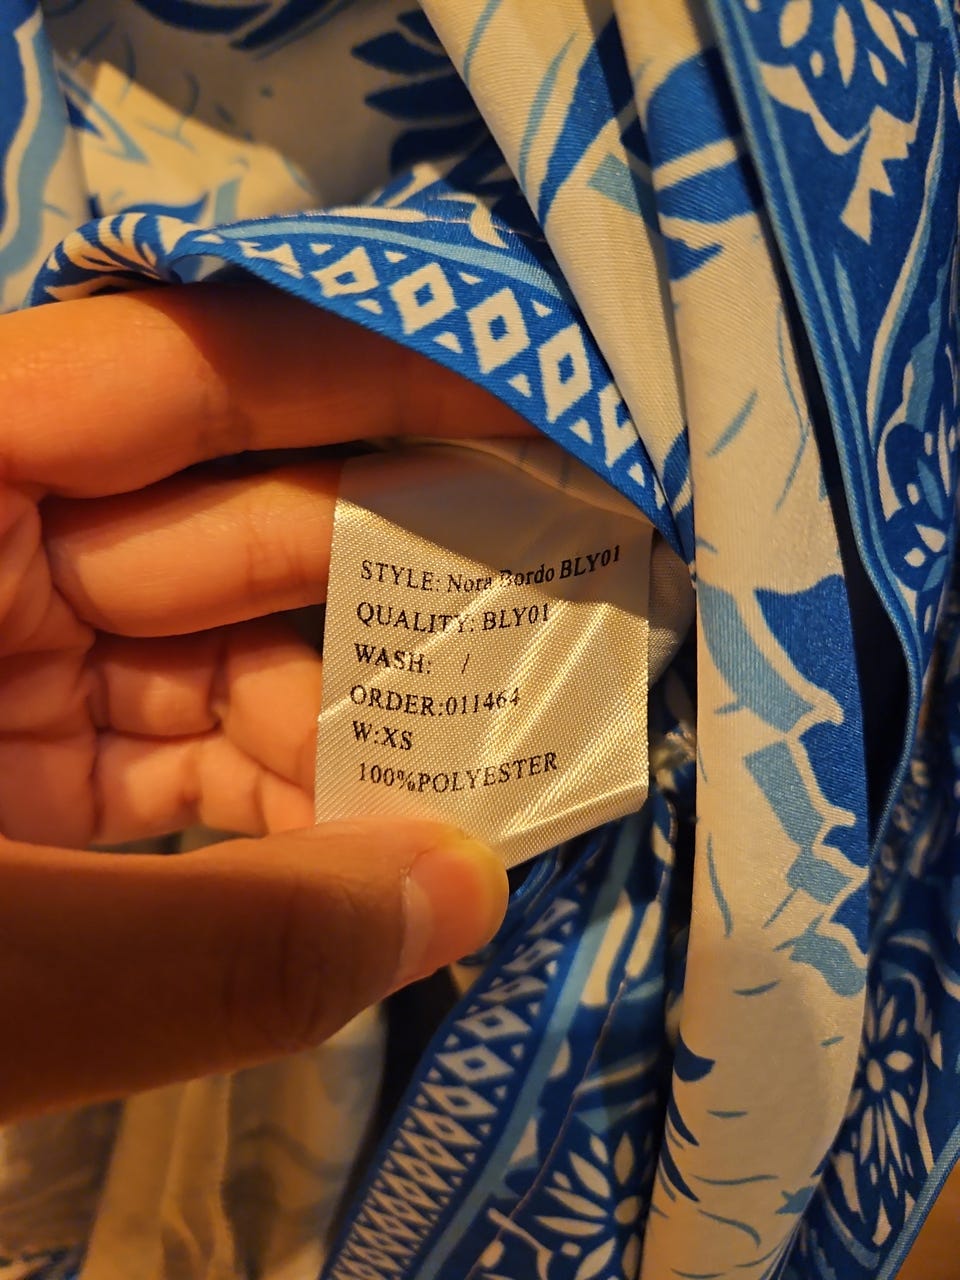 STYLE: Nora Bordo BLY01
QUALITY: BLY01
WASH: /
ORDER:011464
W:XS
100%POLYESTER